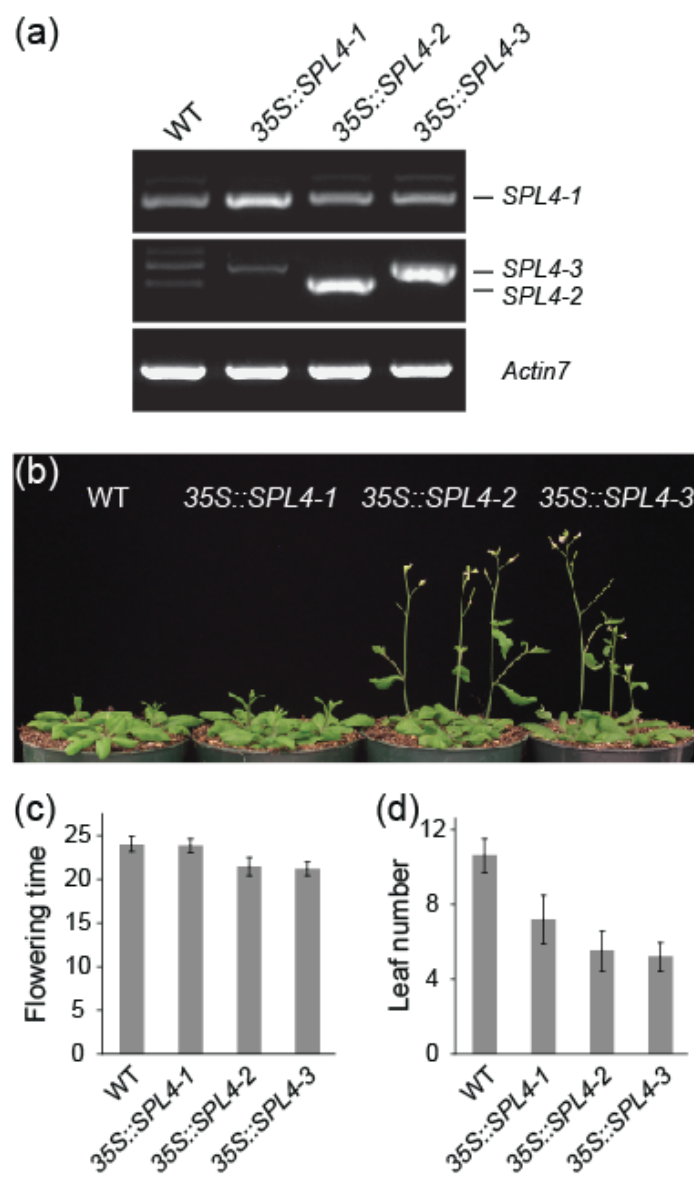 (a)
WT
35S::SPL4-1
35S::SPL4-2
35S::SPL4-3
SPL4-1
SPL4-3
SPL4-2
Actin7
(b)
WT 35S::SPL4-1 35S::SPL4-2 35S::SPL4-3
(c)
Flowering time
25
20
15
10
5
0
WT
35S::SPL4-1
35S::SPL4-2
35S::SPL4-3
(d)
Leaf number
12
8
4
0
WT
35S::SPL4-1
35S::SPL4-2
35S::SPL4-3